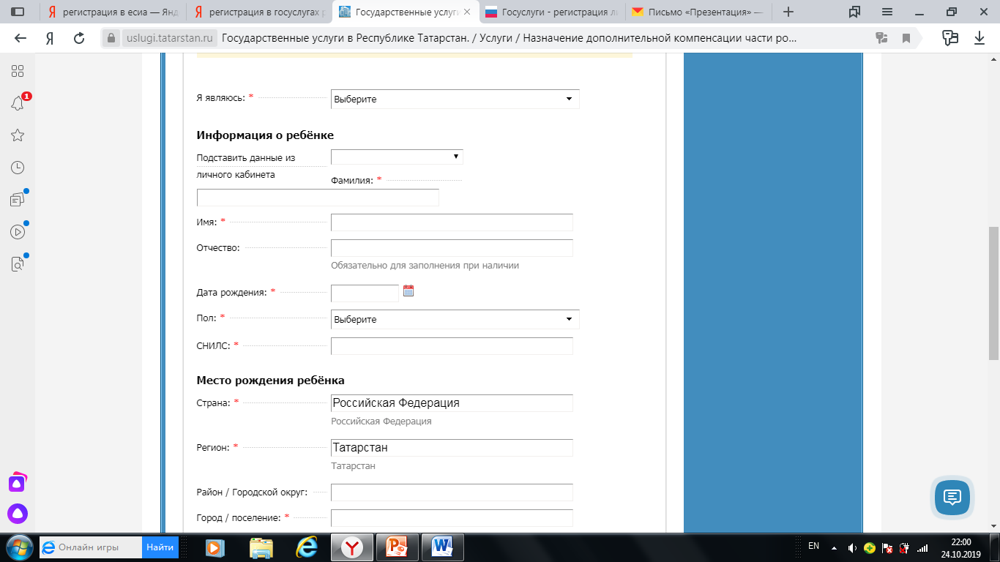 регистрация в есиа — Янд
регистрация в госуслугах р
Государственные услуги
Госуслуги - регистрация ли
Письмо «Презентация» —
uslugi.tatarstan.ru Государственные услуги в Республике Татарстан. / Услуги / Назначение дополнительной компенсации части ро...
1
Я являюсь: * Выберите
Информация о ребёнке
Подставить данные из
личного кабинета
Фамилия: *
Имя: *
Отчество:
Обязательно для заполнения при наличии
Дата рождения: *
Пол: * Выберите
СНИЛС: *
Место рождения ребёнка
Страна: * Российская Федерация
Российская Федерация
Регион: * Татарстан
Татарстан
Район / Городской округ:
Город / поселение: *
Онлайн игры Найти
EN
22:00
24.10.2019